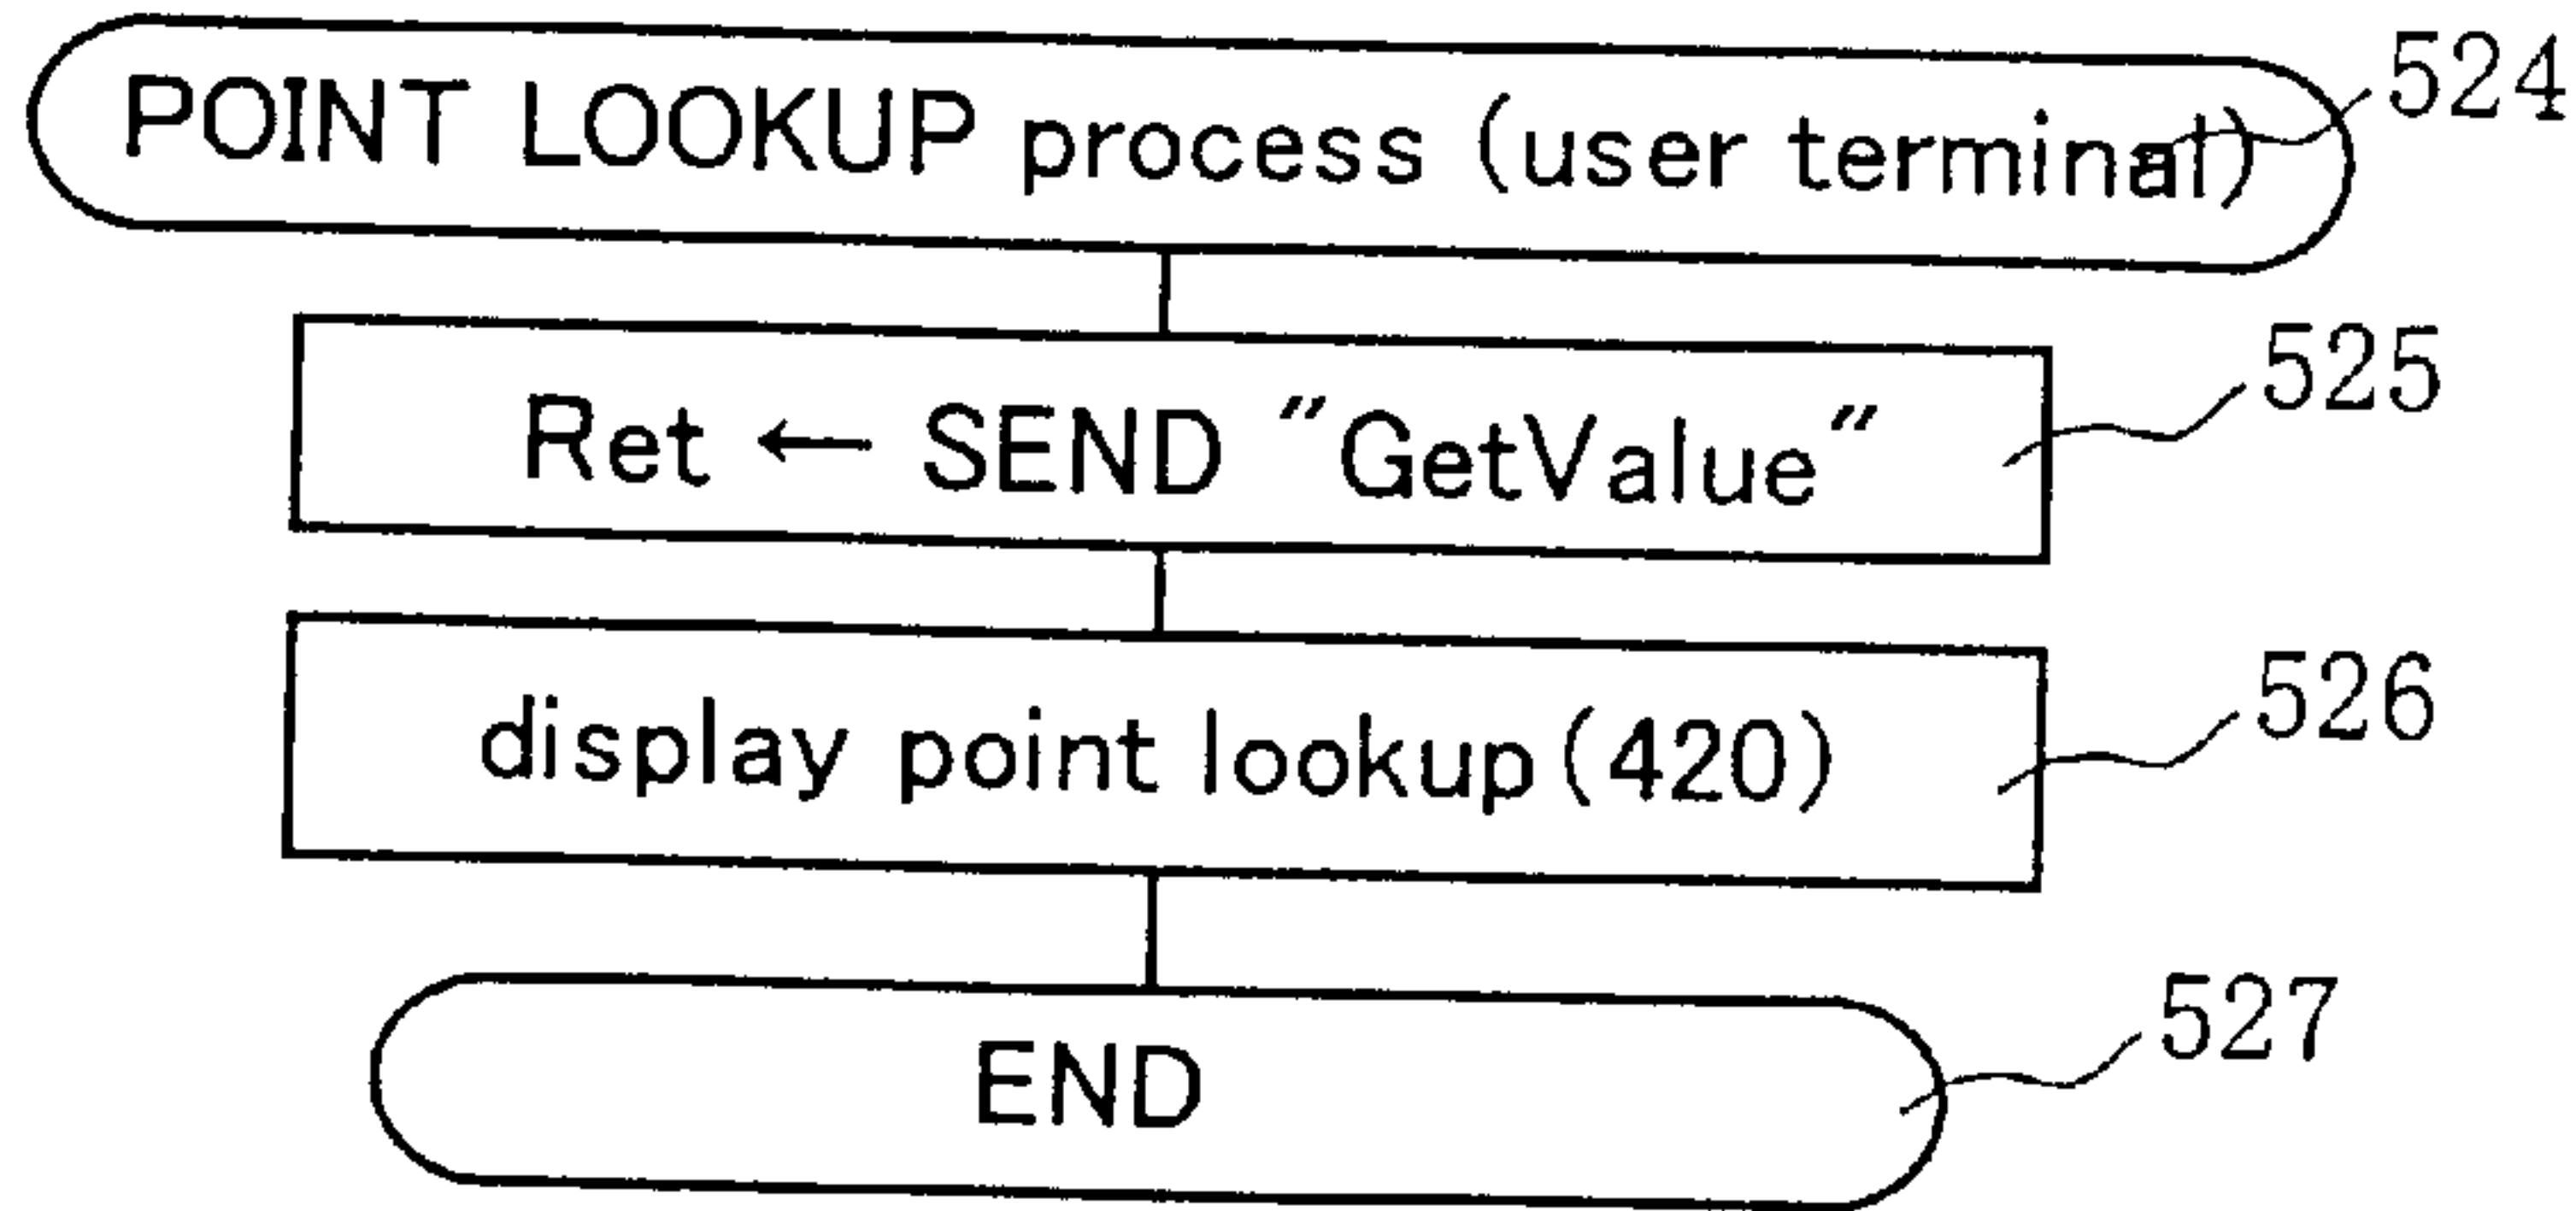 POINT LOOKUP process (user terminal) 524
Ret ← SEND "GetValue" 525
display point lookup(420) 526
END 527